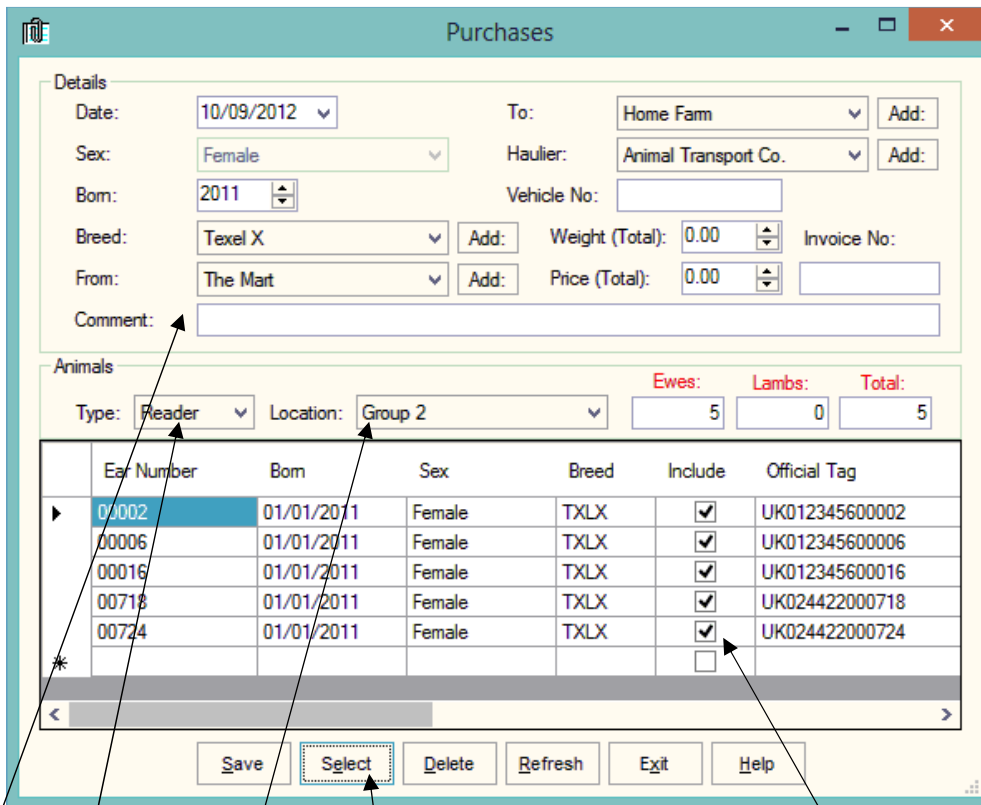 Purchases
Details
Date: 10/09/2012 To: Home Farm Add:
Sex: Female Haulier: Animal Transport Co. Add:
Born: 2011 Vehicle No:
Breed: Texel X Add: Weight (Total): 0.00 Invoice No:
From: The Mart Add: Price (Total): 0.00
Comment:
Animals
Ewes: Lambs: Total:
Type: Reader Location: Group 2 5 0 5
Ear Number Born Sex Breed Include Official Tag
00002 01/01/2011 Female TXLX UK012345600002
00006 01/01/2011 Female TXLX UK012345600006
00016 01/01/2011 Female TXLX UK012345600016
00718 01/01/2011 Female TXLX UK024422000718
00724 01/01/2011 Female TXLX UK024422000724
Save Select Delete Refresh Exit Help